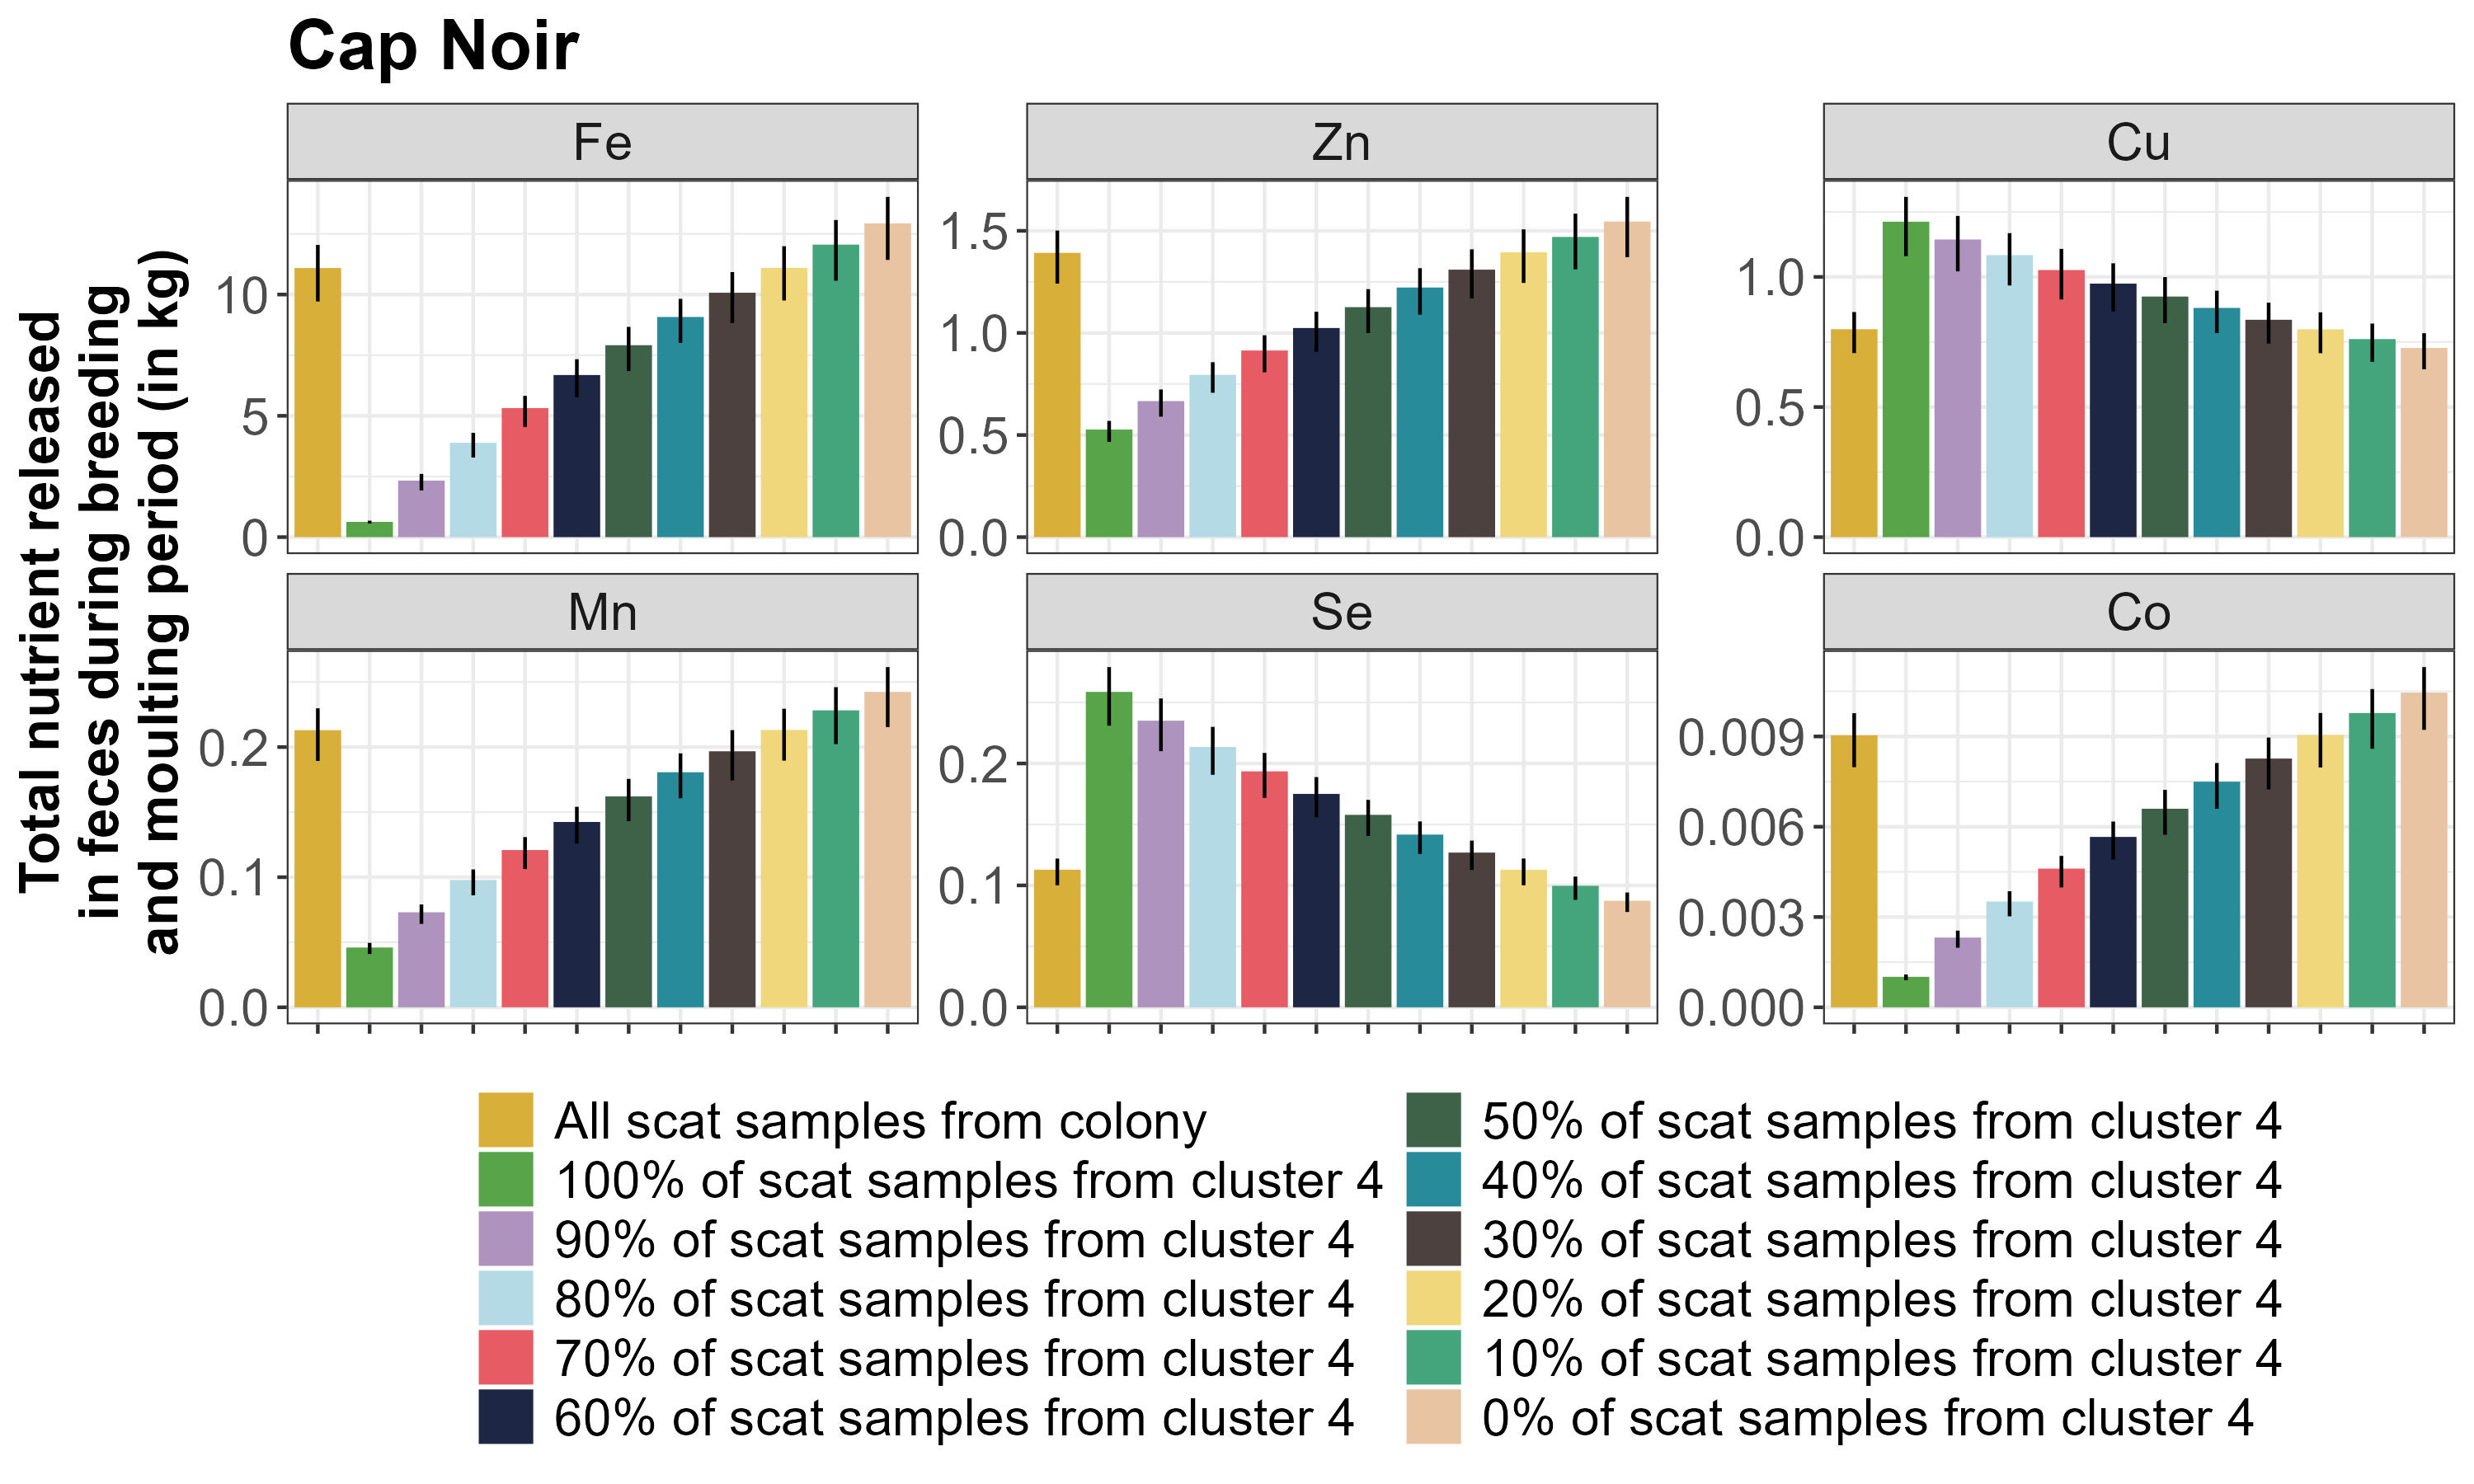 Cap Noir
Total nutrient released
in feces during breeding
and moulting period (in kg)
Fe
10
5
0
Zn
1.5
1.0
0.5
0.0
Cu
1.0
0.5
0.0
Mn
0.2
0.1
0.0
Se
0.2
0.1
0.0
Co
0.009
0.006
0.003
0.000
All scat samples from colony
100% of scat samples from cluster 4
90% of scat samples from cluster 4
80% of scat samples from cluster 4
70% of scat samples from cluster 4
60% of scat samples from cluster 4
50% of scat samples from cluster 4
40% of scat samples from cluster 4
30% of scat samples from cluster 4
20% of scat samples from cluster 4
10% of scat samples from cluster 4
0% of scat samples from cluster 4